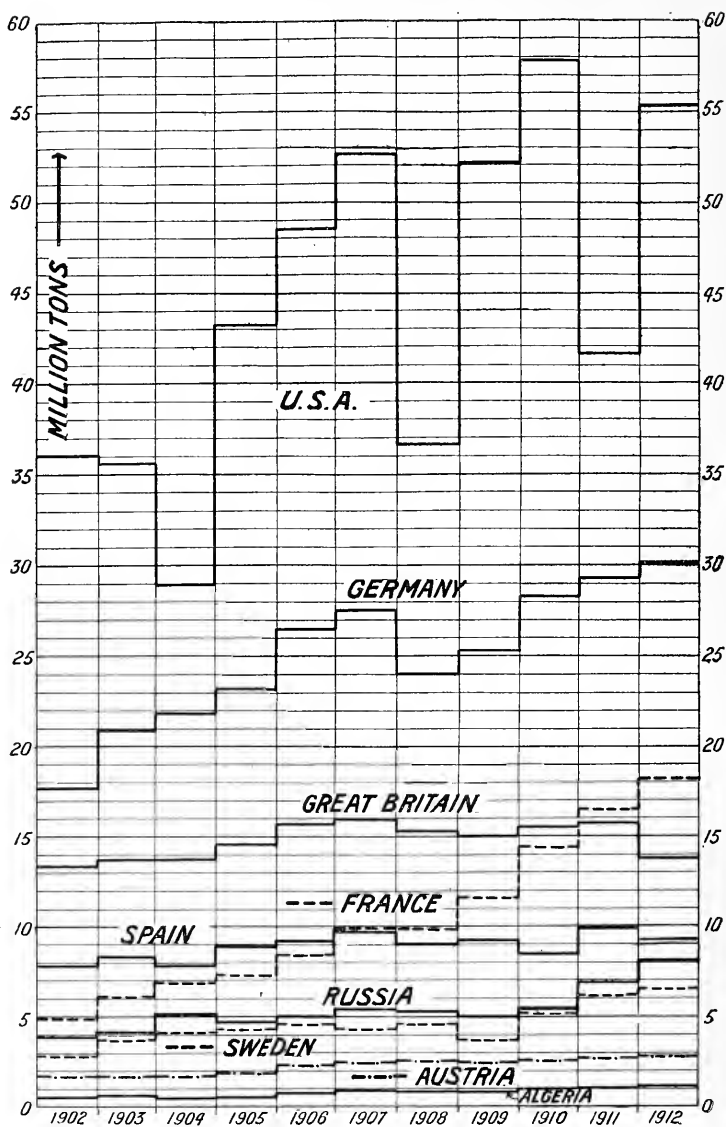 60 60
55 55
50 50
45 45
40 40
35 35
30 30
25 25
20 20
15 15
10 10
5 5
0 0
MILLION TONS
U.S.A.
GERMANY
GREAT BRITAIN
FRANCE
SPAIN
RUSSIA
SWEDEN
AUSTRIA
ALGERIA
1902 1903 1904 1905 1906 1907 1908 1909 1910 1911 1912